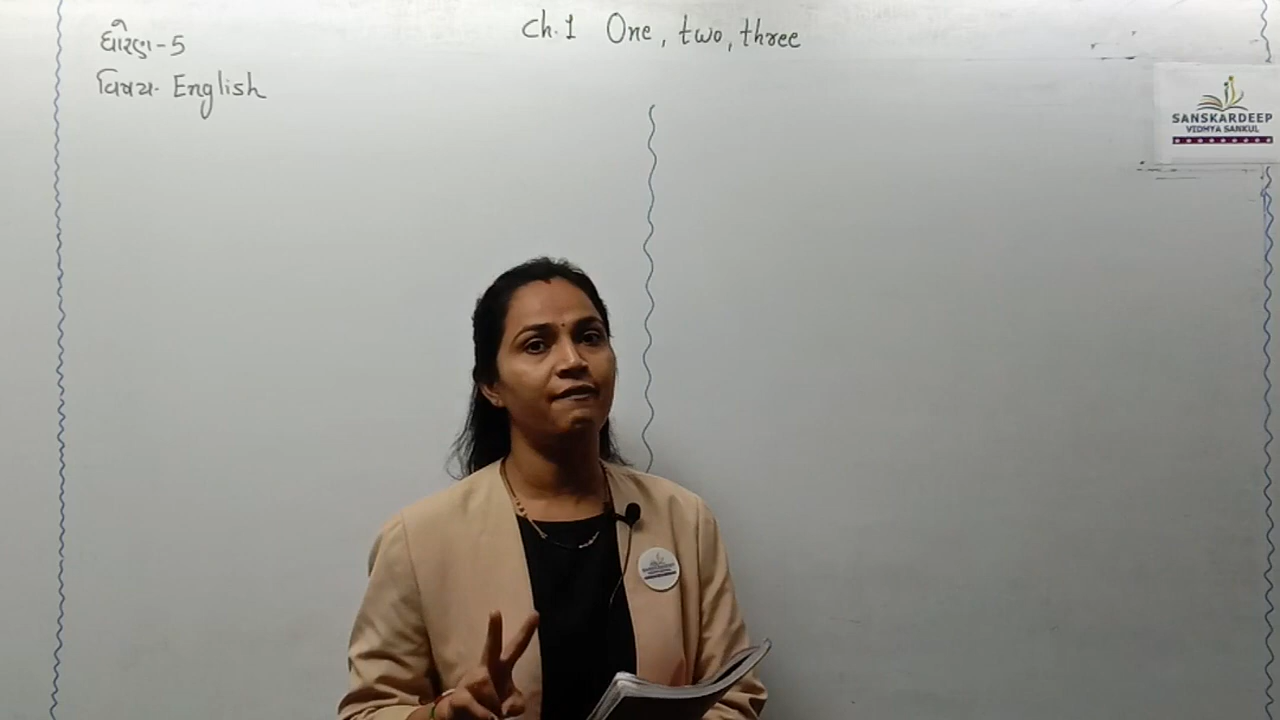 ધોરણ-5
વિષય- English
Ch.1 One, two, three
SANSKARDEEP
VIDHYA SANKUL